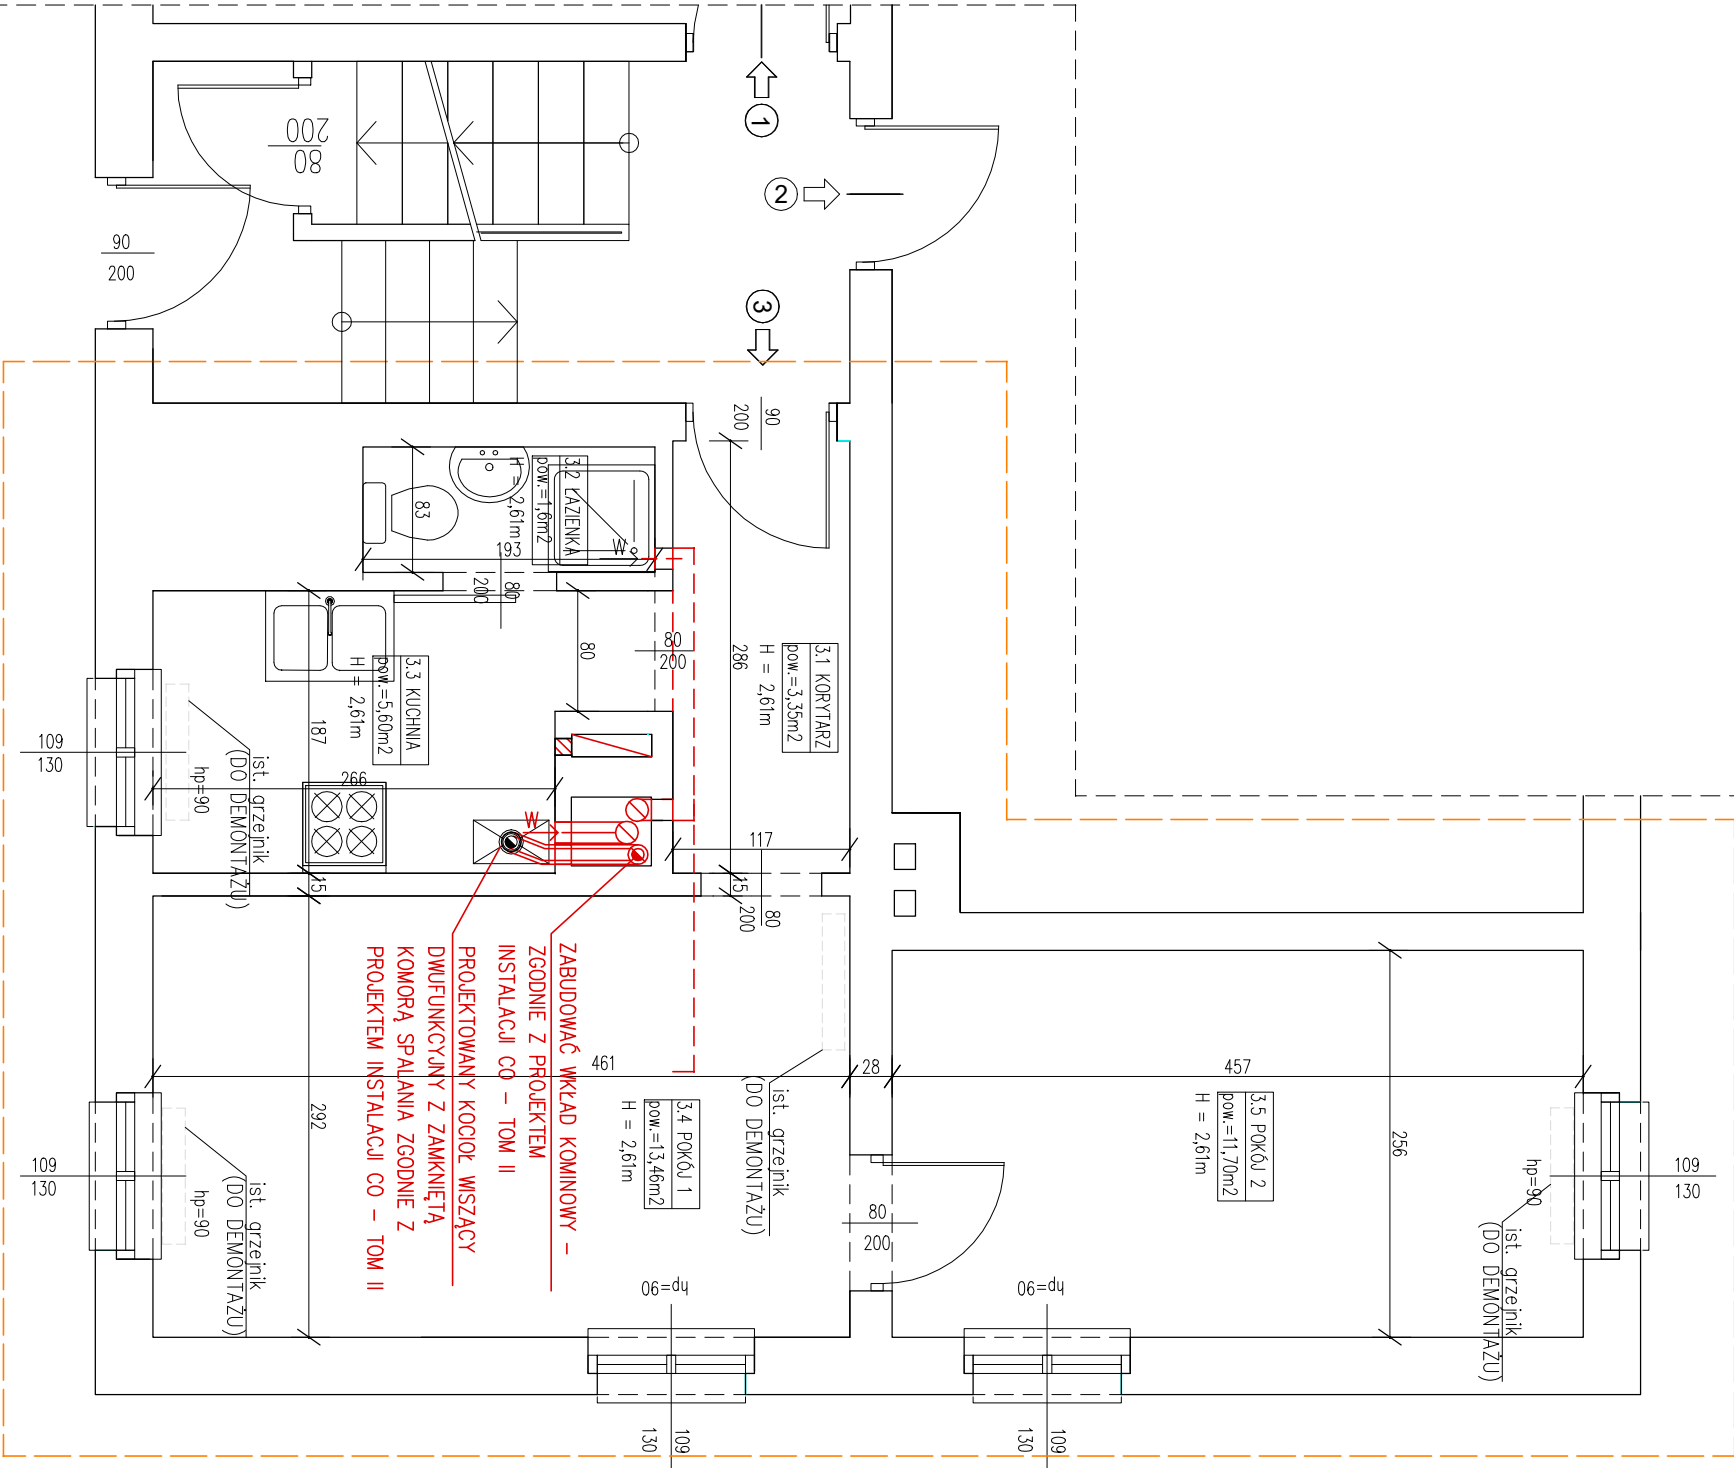 1
2
3
80
200
90
200
90
200
3.2 ŁAZIENKA
pow.=1,6m2
H = 2,61m
83
193
W
80
200
80
80
200
286
3.1 KORYTARZ
pow.=3,35m2
H = 2,61m
3.3 KUCHNIA
pow.=5,60m2
H = 2,61m
187
266
109
130
hp=90
ist. grzejnik
(DO DEMONTAŻU)
W
117
15
15
80
200
ZABUDOWAĆ WKŁAD KOMINOWY –
ZGODNIE Z PROJEKTEM
INSTALACJI CO – TOM II
PROJEKTOWANY KOCIOŁ WISZĄCY
DWUFUNKCYJNY Z ZAMKNIĘTĄ
KOMORĄ SPALANIA ZGODNIE Z
PROJEKTEM INSTALACJI CO – TOM II
461
28
457
292
256
3.4 POKÓJ 1
pow.=13,46m2
H = 2,61m
ist. grzejnik
(DO DEMONTAŻU)
3.5 POKÓJ 2
pow.=11,70m2
H = 2,61m
109
130
hp=90
ist. grzejnik
(DO DEMONTAŻU)
80
200
109
130
hp=90
ist. grzejnik
(DO DEMONTAŻU)
hp=90
109
130
hp=90
109
130